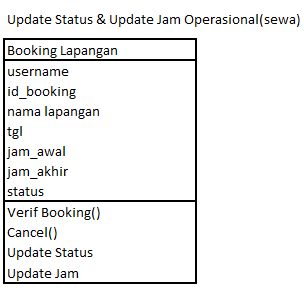 Update Status & Update Jam Operasional(sewa)
Booking Lapangan
username
id_booking
nama lapangan
tgl
jam_awal
jam_akhir
status
Verif Booking()
Cancel()
Update Status
Update Jam